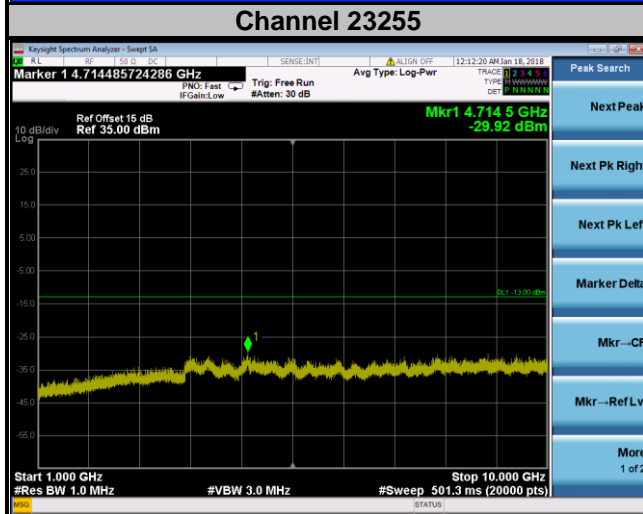 Channel 23255
Keysight Spectrum Analyzer - Swept SA
RL RF 50 Ω DC SENSE:INT ALIGN OFF 12:12:20 AM Jan 18, 2018
Marker 1 4.714485724286 GHz
PNO: Fast
IFGain:Low
Trig: Free Run
#Atten: 30 dB
Avg Type: Log-Pwr
TRACE 1 2 3 4 5 6
TYPE M W W W W W
DET P N N N N N
Peak Search
Mkr1 4.714 5 GHz
-29.92 dBm
Ref Offset 15 dB
Ref 35.00 dBm
10 dB/div
Log
25.0
15.0
5.00
-5.00
-15.0
-25.0
-35.0
-45.0
-55.0
DL1 -13.00 dBm
1
Start 1.000 GHz
Stop 10.000 GHz
#Res BW 1.0 MHz
#VBW 3.0 MHz
#Sweep 501.3 ms (20000 pts)
MSG
STATUS
Next Peak
Next Pk Right
Next Pk Left
Marker Delta
Mkr→CF
Mkr→Ref Lv
More
1 of 2